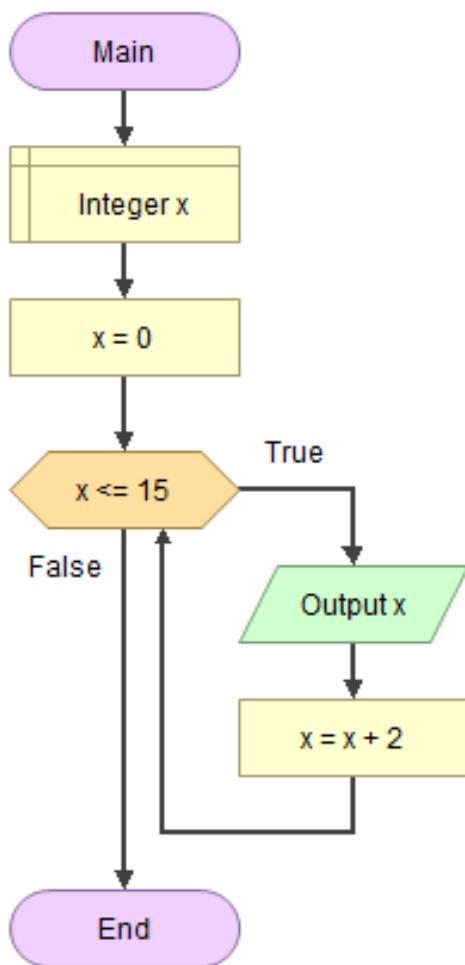 Main
Integer x
x = 0
x <= 15
True
False
Output x
x = x + 2
End